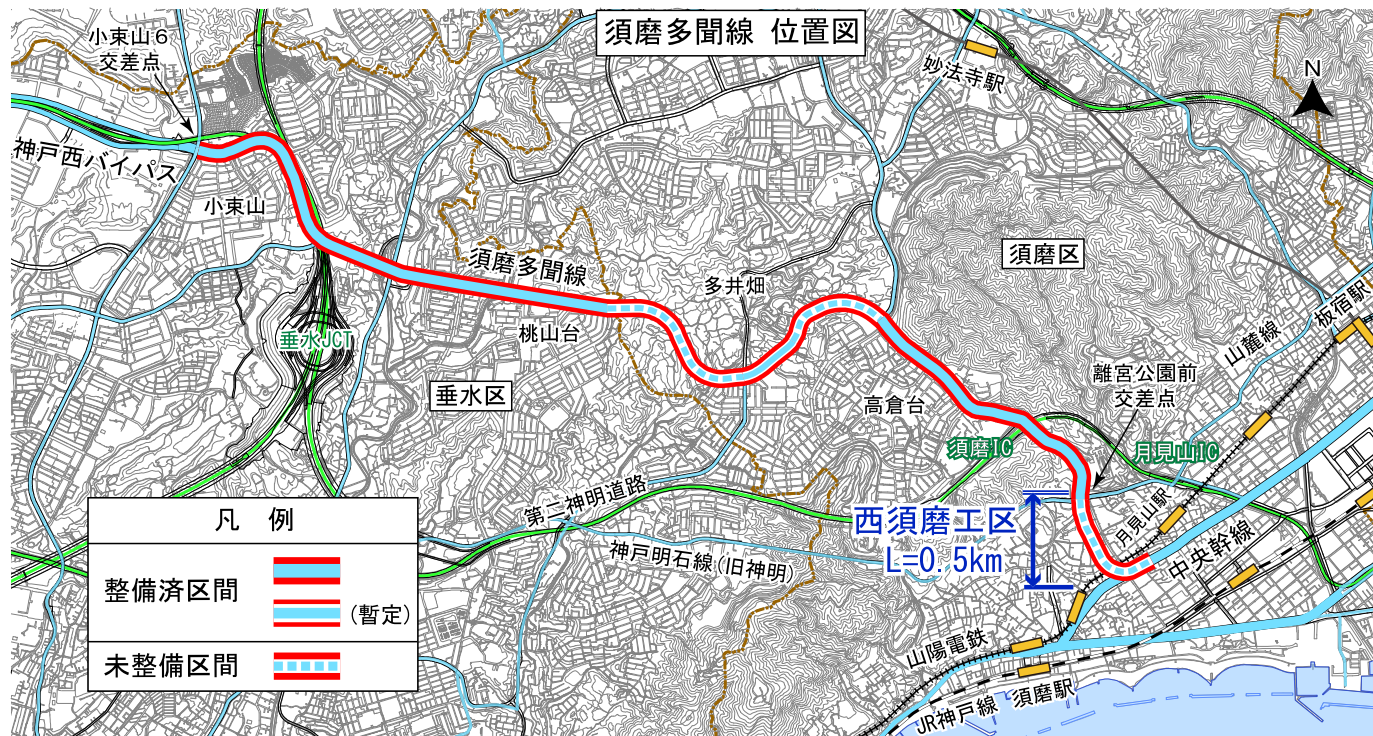 須磨多聞線 位置図
小束山6
交差点
妙法寺駅
N
神戸西バイパス
小束山
須磨多聞線
多井畑
須磨区
板宿駅
山麓線
垂水JCT
桃山台
垂水区
離宮公園前
交差点
高倉台
須磨IC
月見山IC
凡 例
整備済区間
(暫定)
未整備区間
第二神明道路
神戸明石線(旧神明)
西須磨工区
L=0.5km
月見山駅
中央幹線
山陽電鉄
JR神戸線
須磨駅